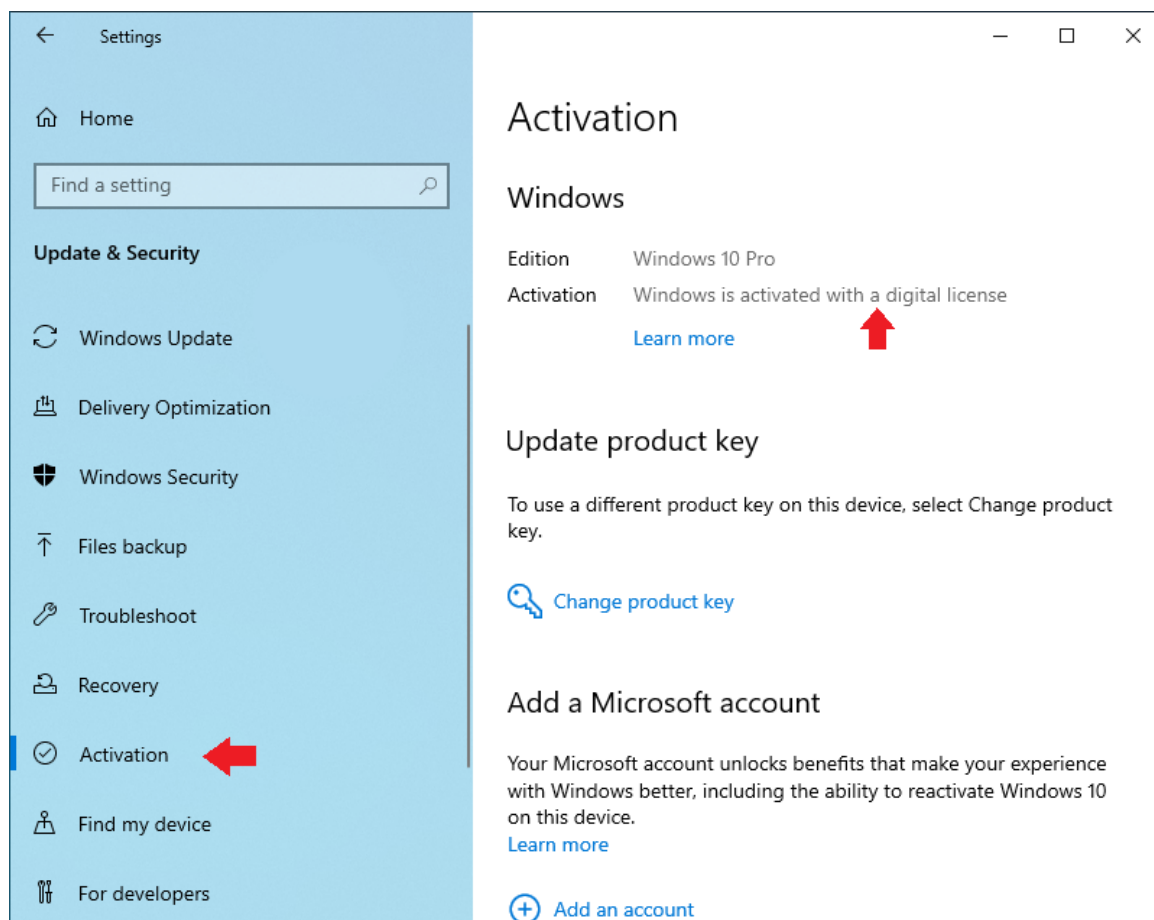 Settings
Home
Find a setting
Update & Security
Windows Update
Delivery Optimization
Windows Security
Files backup
Troubleshoot
Recovery
Activation
Find my device
For developers
Activation
Windows
Edition Windows 10 Pro
Activation Windows is activated with a digital license
Learn more
Update product key
To use a different product key on this device, select Change product
key.
Change product key
Add a Microsoft account
Your Microsoft account unlocks benefits that make your experience
with Windows better, including the ability to reactivate Windows 10
on this device.
Learn more
Add an account